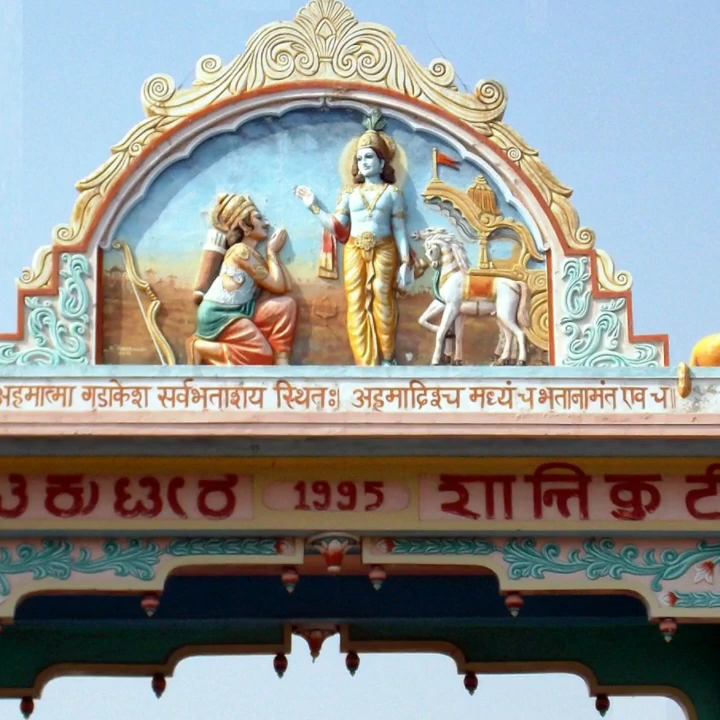 अहमात्मा गडाकेश सर्वभताशय स्थितः। अहमादिश्च मध्यं च भतानामंत एव च॥
ಕುಟೀರ 1995 शान्ति कुटी